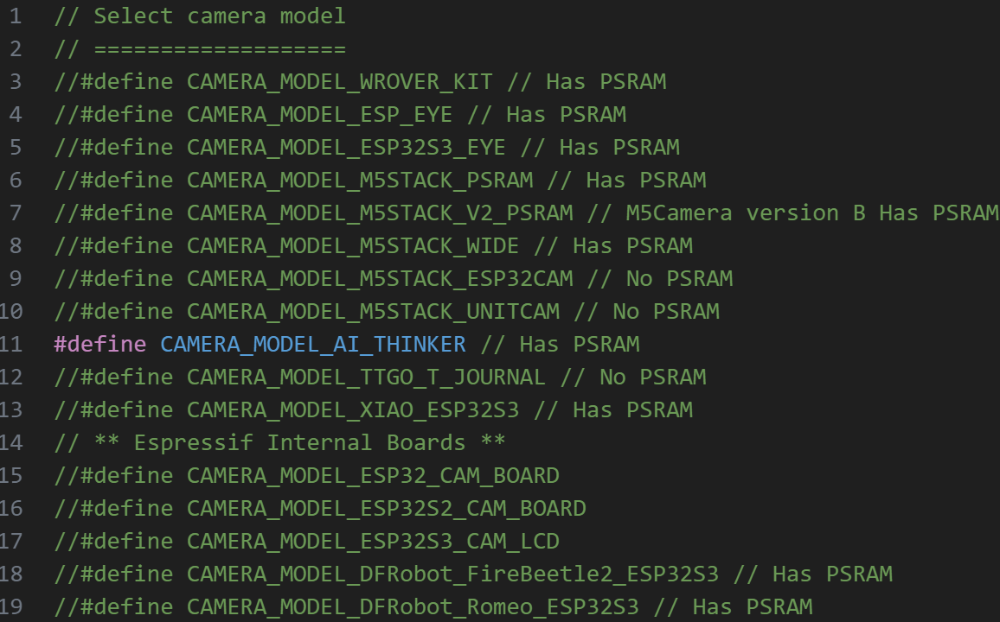 1 // Select camera model
2 // ===================
3 //#define CAMERA_MODEL_WROVER_KIT // Has PSRAM
4 //#define CAMERA_MODEL_ESP_EYE // Has PSRAM
5 //#define CAMERA_MODEL_ESP32S3_EYE // Has PSRAM
6 //#define CAMERA_MODEL_M5STACK_PSRAM // Has PSRAM
7 //#define CAMERA_MODEL_M5STACK_V2_PSRAM // M5Camera version B Has PSRAM
8 //#define CAMERA_MODEL_M5STACK_WIDE // Has PSRAM
9 //#define CAMERA_MODEL_M5STACK_ESP32CAM // No PSRAM
10 //#define CAMERA_MODEL_M5STACK_UNITCAM // No PSRAM
11 #define CAMERA_MODEL_AI_THINKER // Has PSRAM
12 //#define CAMERA_MODEL_TTGO_T_JOURNAL // No PSRAM
13 //#define CAMERA_MODEL_XIAO_ESP32S3 // Has PSRAM
14 // ** Espressif Internal Boards **
15 //#define CAMERA_MODEL_ESP32_CAM_BOARD
16 //#define CAMERA_MODEL_ESP32S2_CAM_BOARD
17 //#define CAMERA_MODEL_ESP32S3_CAM_LCD
18 //#define CAMERA_MODEL_DFRobot_FireBeetle2_ESP32S3 // Has PSRAM
19 //#define CAMERA_MODEL_DFRobot_Romeo_ESP32S3 // Has PSRAM